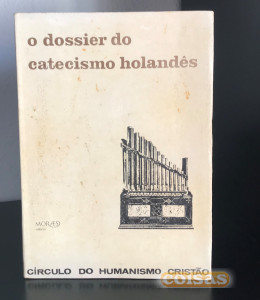 o dossier do
catecismo holandês
CÍRCULO DO HUMANISMO CRISTÃO
coisas